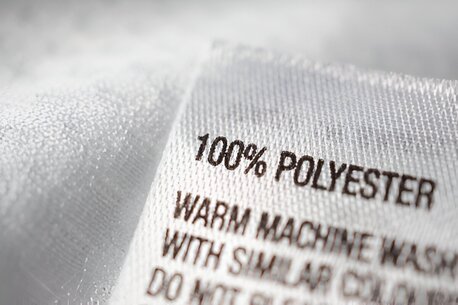 100% POLYESTER
WARM MACHINE WASH
WITH SIMILAR
DO NOT